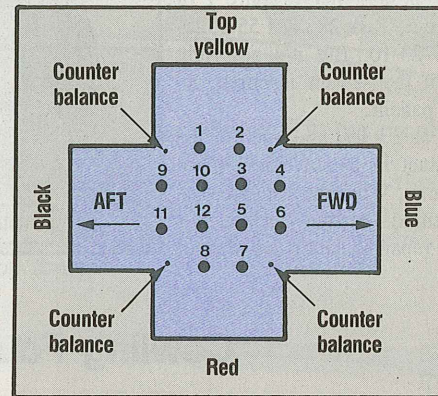 Top
yellow
Counter
balance
Counter
balance
1 2
9 10 3 4
Black
AFT
FWD
Blue
11 12 5 6
8 7
Counter
balance
Counter
balance
Red